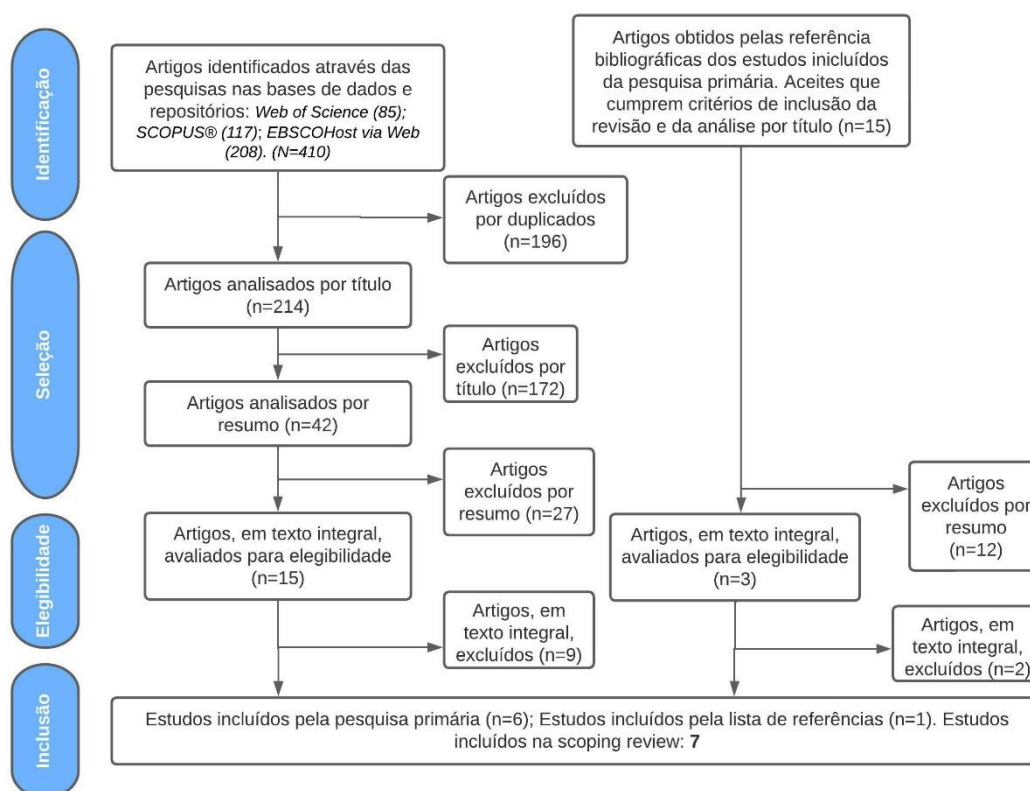 Identificação
Artigos identificados através das
pesquisas nas bases de dados e
repositórios: Web of Science (85);
SCOPUS® (117); EBSCOHost via Web
(208). (N=410)
Artigos obtidos pelas referência
bibliográficas dos estudos inicluídos
da pesquisa primária. Aceites que
cumprem critérios de inclusão da
revisão e da análise por título (n=15)
Artigos excluídos
por duplicados
(n=196)
Seleção
Artigos analisados por título
(n=214)
Artigos
excluídos por
título (n=172)
Artigos analisados por
resumo (n=42)
Artigos
excluídos por
resumo (n=27)
Artigos
excluídos por
resumo
(n=12)
Elegibilidade
Artigos, em texto integral,
avaliados para elegibilidade
(n=15)
Artigos, em texto integral,
avaliados para elegibilidade
(n=3)
Artigos, em
texto integral,
excluídos (n=9)
Artigos, em
texto integral,
excluídos (n=2)
Inclusão
Estudos incluídos pela pesquisa primária (n=6); Estudos incluídos pela lista de referências (n=1). Estudos
incluídos na scoping review: 7